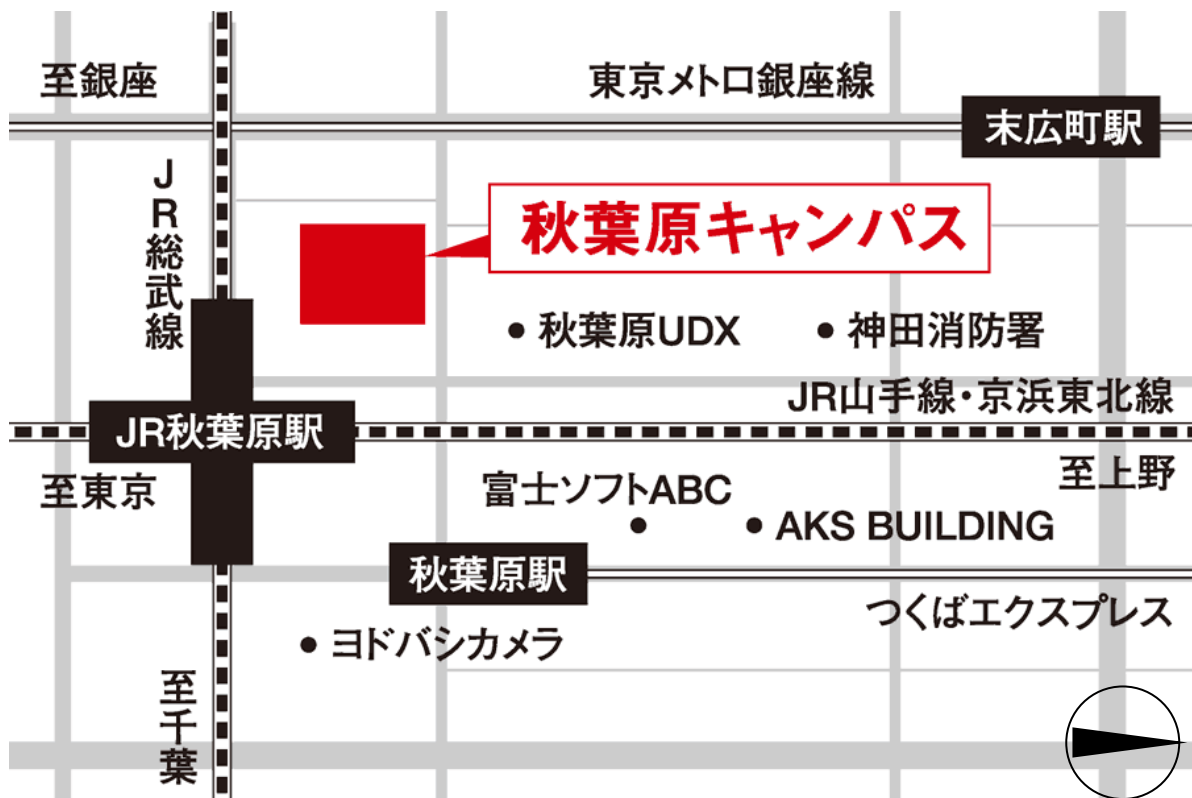 至銀座
東京メトロ銀座線
末広町駅
JR総武線
秋葉原キャンパス
秋葉原UDX
神田消防署
JR山手線・京浜東北線
JR秋葉原駅
至東京
至上野
富士ソフトABC
AKS BUILDING
秋葉原駅
つくばエクスプレス
ヨドバシカメラ
至千葉